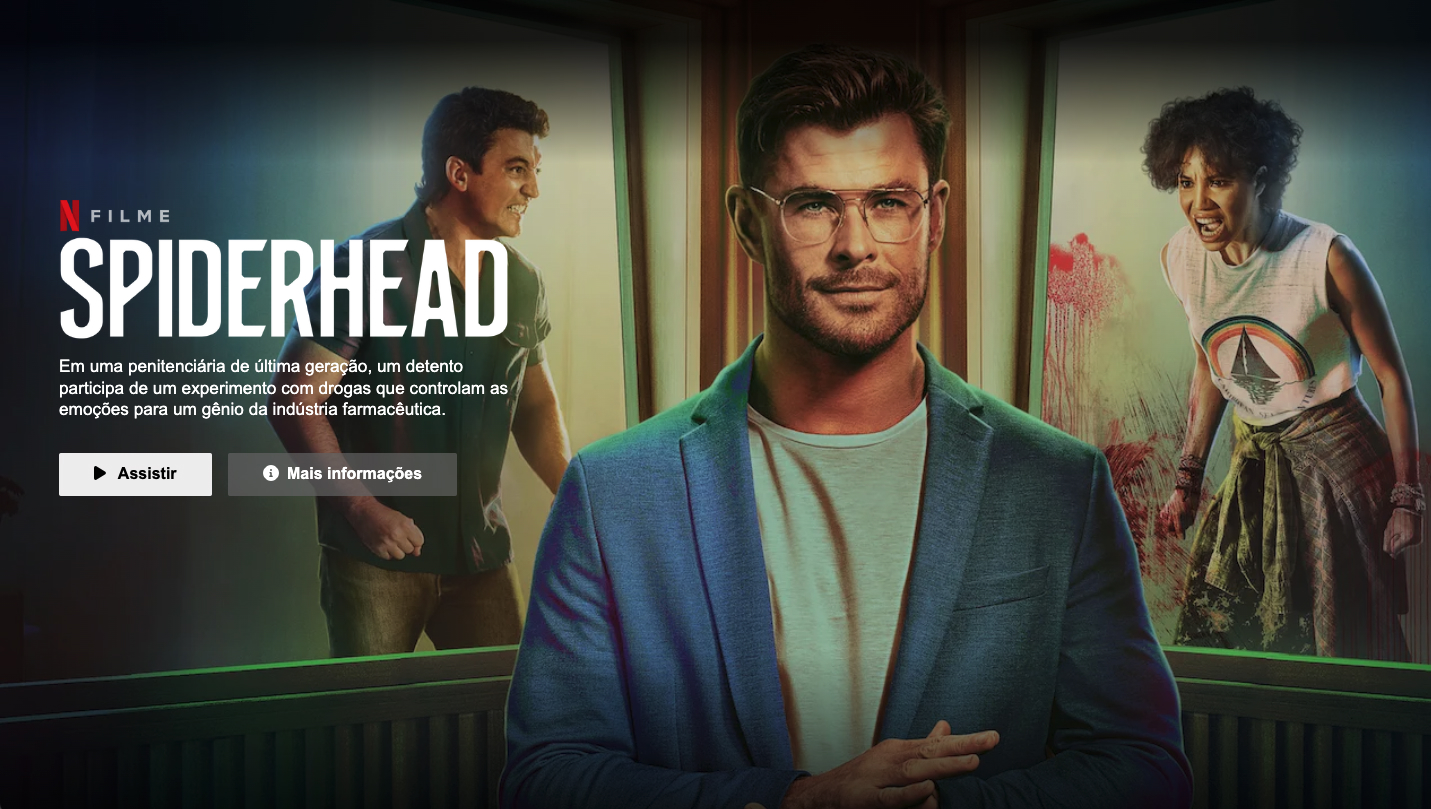 N FILME
SPIDERHEAD
Em uma penitenciária de última geração, um detento
participa de um experimento com drogas que controlam as
emoções para um gênio da indústria farmacêutica.
Assistir
Mais informações